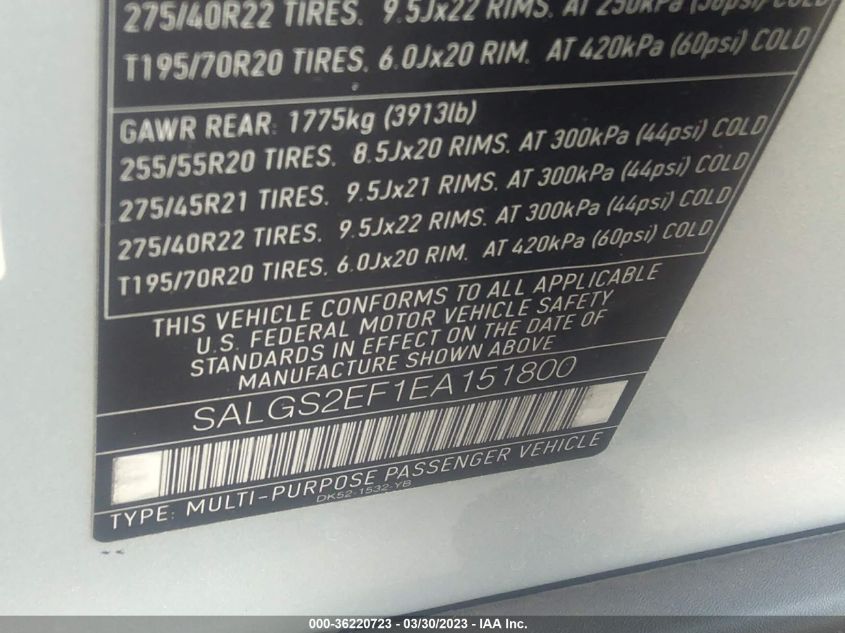 275/40R22 TIRES. 9.5Jx22 RIMS. AT 250kPa (36psi) COLD
T195/70R20 TIRES. 6.0Jx20 RIM. AT 420kPa (60psi) COLD
GAWR REAR: 1775kg (3913lb)
255/55R20 TIRES. 8.5Jx20 RIMS. AT 300kPa (44psi) COLD
275/45R21 TIRES. 9.5Jx21 RIMS. AT 300kPa (44psi) COLD
275/40R22 TIRES. 9.5Jx22 RIMS. AT 300kPa (44psi) COLD
T195/70R20 TIRES. 6.0Jx20 RIM. AT 420kPa (60psi) COLD
THIS VEHICLE CONFORMS TO ALL APPLICABLE
U.S. FEDERAL MOTOR VEHICLE SAFETY
STANDARDS IN EFFECT ON THE DATE OF
MANUFACTURE SHOWN ABOVE
SALGS2EF1EA151800
TYPE: MULTI-PURPOSE PASSENGER VEHICLE
DK52-1532-YB
000-36220723 - 03/30/2023 - IAA Inc.